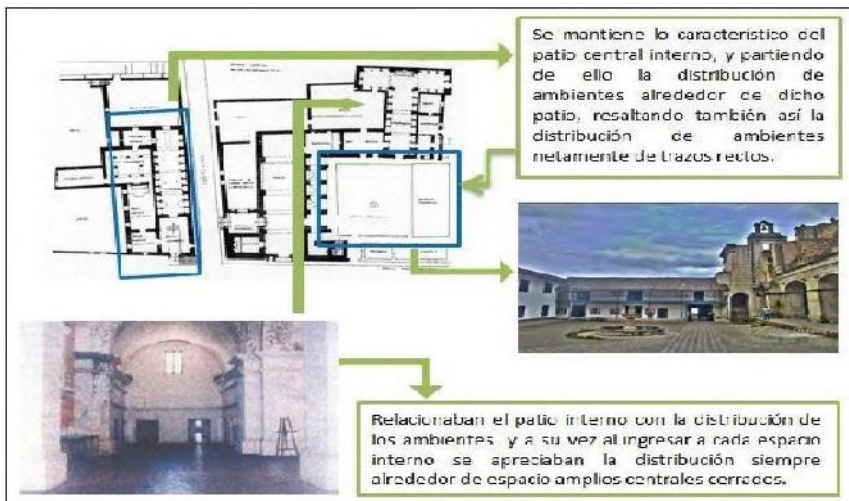 Se mantiene lo característico del
patio central interno, y partiendo
de ello la distribución de
ambientes alrededor de dicho
patio, resaltando también así la
distribución de ambientes
netamente de trazos rectos.
Relacionaban el patio interno con la distribución de
los ambientes y a su vez al ingresar a cada espacio
interno se apreciaban la distribución siempre
alrededor de espacio amplios centrales cerrados.